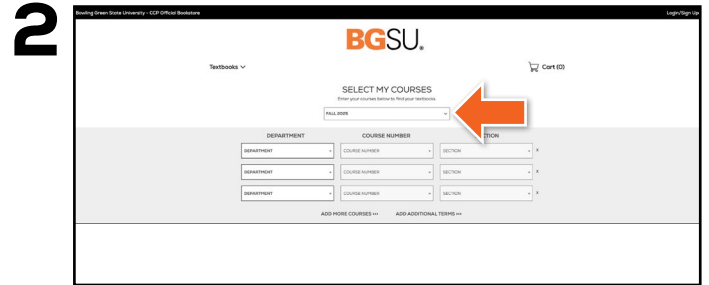 2
Bowling Green State University - CCP Official Bookstore
Login/Sign Up
BGSU.
Textbooks
Cart (0)
SELECT MY COURSES
Enter your courses below to find your textbooks
FALL 2025
DEPARTMENT COURSE NUMBER CTION
DEPARTMENT COURSE NUMBER SECTION X
DEPARTMENT COURSE NUMBER SECTION X
DEPARTMENT COURSE NUMBER SECTION X
ADD MORE COURSES ADD ADDITIONAL TERMS